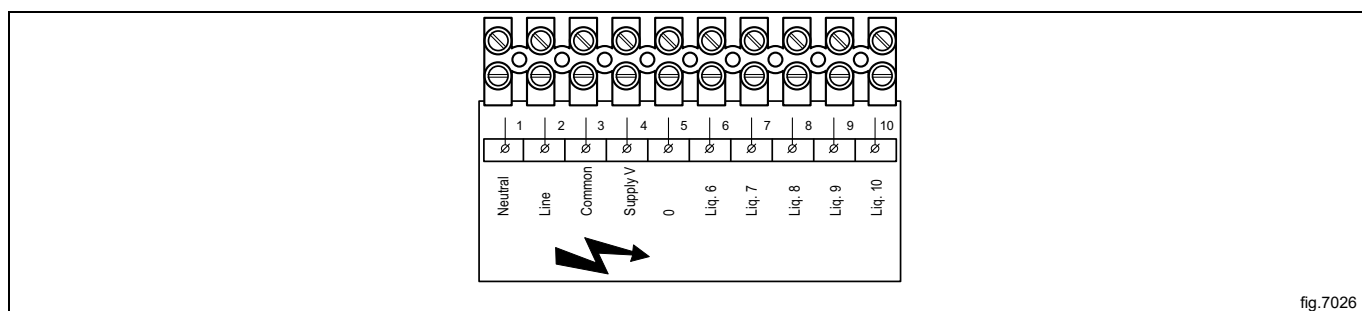 1 2 3 4 5 6 7 8 9 10
Neutral
Line
Common
Supply V
0
Liq. 6
Liq. 7
Liq. 8
Liq. 9
Liq. 10
fig.7026